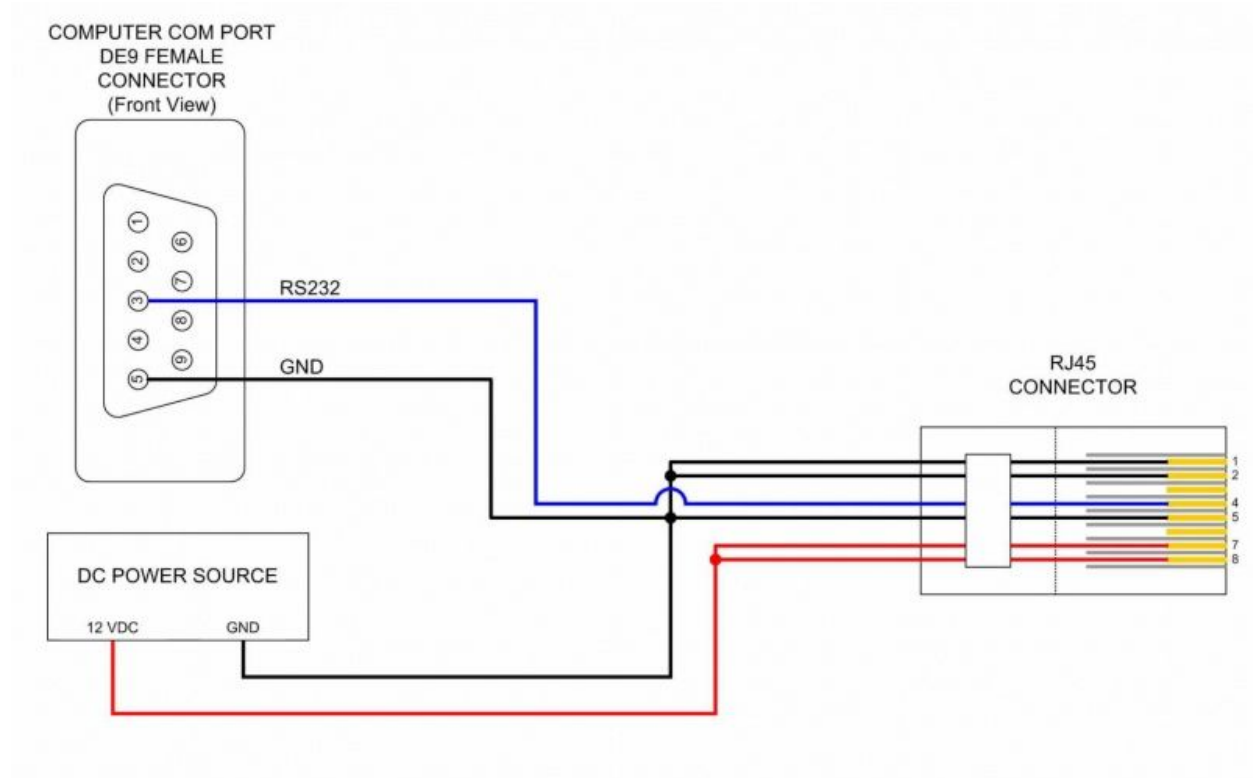 COMPUTER COM PORT
DE9 FEMALE
CONNECTOR
(Front View)
1
6
2
7
3
8
4
9
5
RS232
GND
RJ45
CONNECTOR
1
2
4
5
7
8
DC POWER SOURCE
12 VDC GND